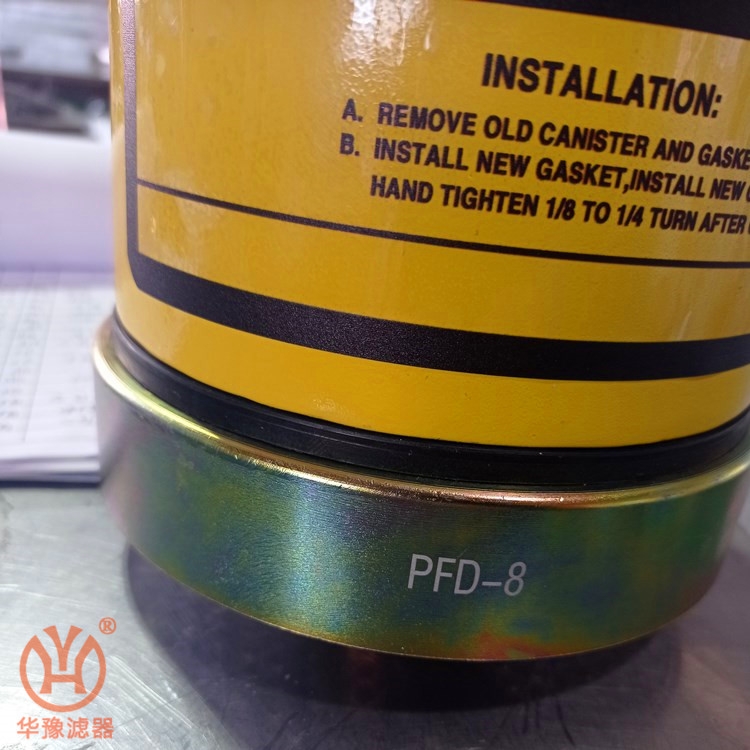 INSTALLATION:
A. REMOVE OLD CANISTER AND GASKE
B. INSTALL NEW GASKET,INSTALL NEW
HAND TIGHTEN 1/8 TO 1/4 TURN AFTER
PFD-8
®
华豫滤器